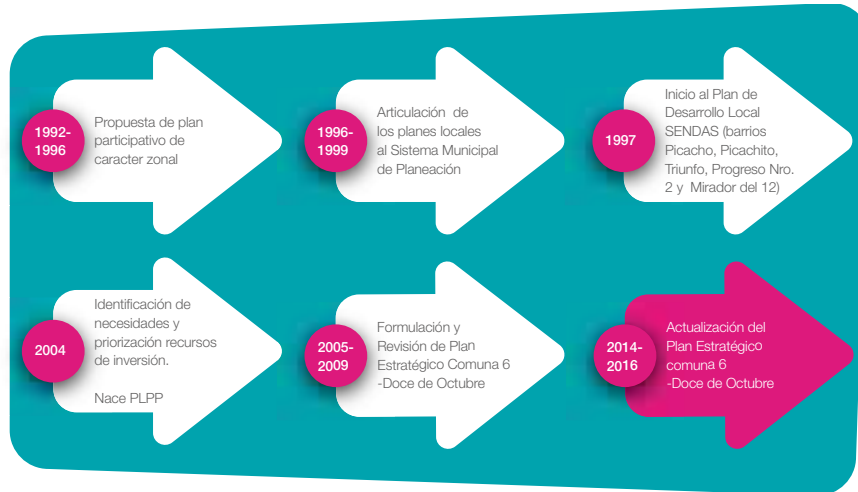 1992-
1996
Propuesta de plan
participativo de
caracter zonal
1996-
1999
Articulación de
los planes locales
al Sistema Municipal
de Planeación
1997
Inicio al Plan de
Desarrollo Local
SENDAS (barrios
Picacho, Picachito,
Triunfo, Progreso Nro.
2 y Mirador del 12)
2004
Identificación de
necesidades y
priorización recursos
de inversión.
Nace PLPP
2005-
2009
Formulación y
Revisión de Plan
Estratégico Comuna 6
-Doce de Octubre
2014-
2016
Actualización del
Plan Estratégico
comuna 6
-Doce de Octubre